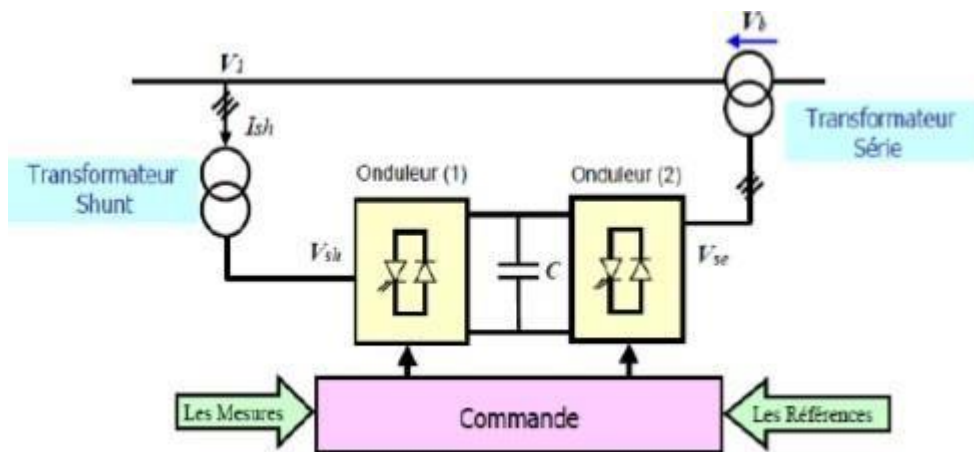 V1
Vb
Ish
Transformateur
Shunt
Transformateur
Série
Onduleur (1)
Onduleur (2)
Vsh
C
Vse
Les Mesures
Commande
Les Références